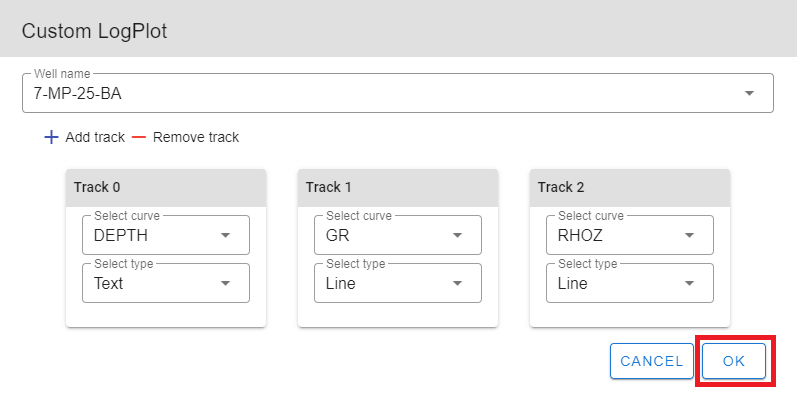 Custom LogPlot
Well name
7-MP-25-BA
Add track Remove track
Track 0 Track 1 Track 2
Select curve Select curve Select curve
DEPTH GR RHOZ
Select type Select type Select type
Text Line Line
CANCEL OK